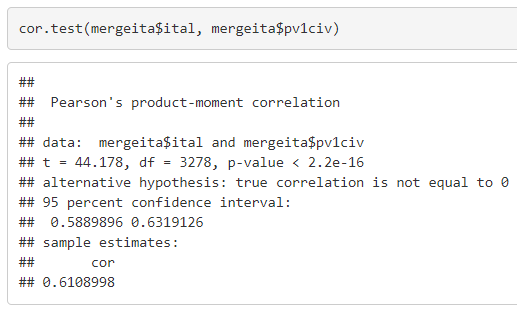 cor.test(mergeita$ital, mergeita$pv1civ)
##
##  Pearson's product-moment correlation
##
## data:  mergeita$ital and mergeita$pv1civ
## t = 44.178, df = 3278, p-value < 2.2e-16
## alternative hypothesis: true correlation is not equal to 0
## 95 percent confidence interval:
##  0.5889896 0.6319126
## sample estimates:
##       cor
## 0.6108998